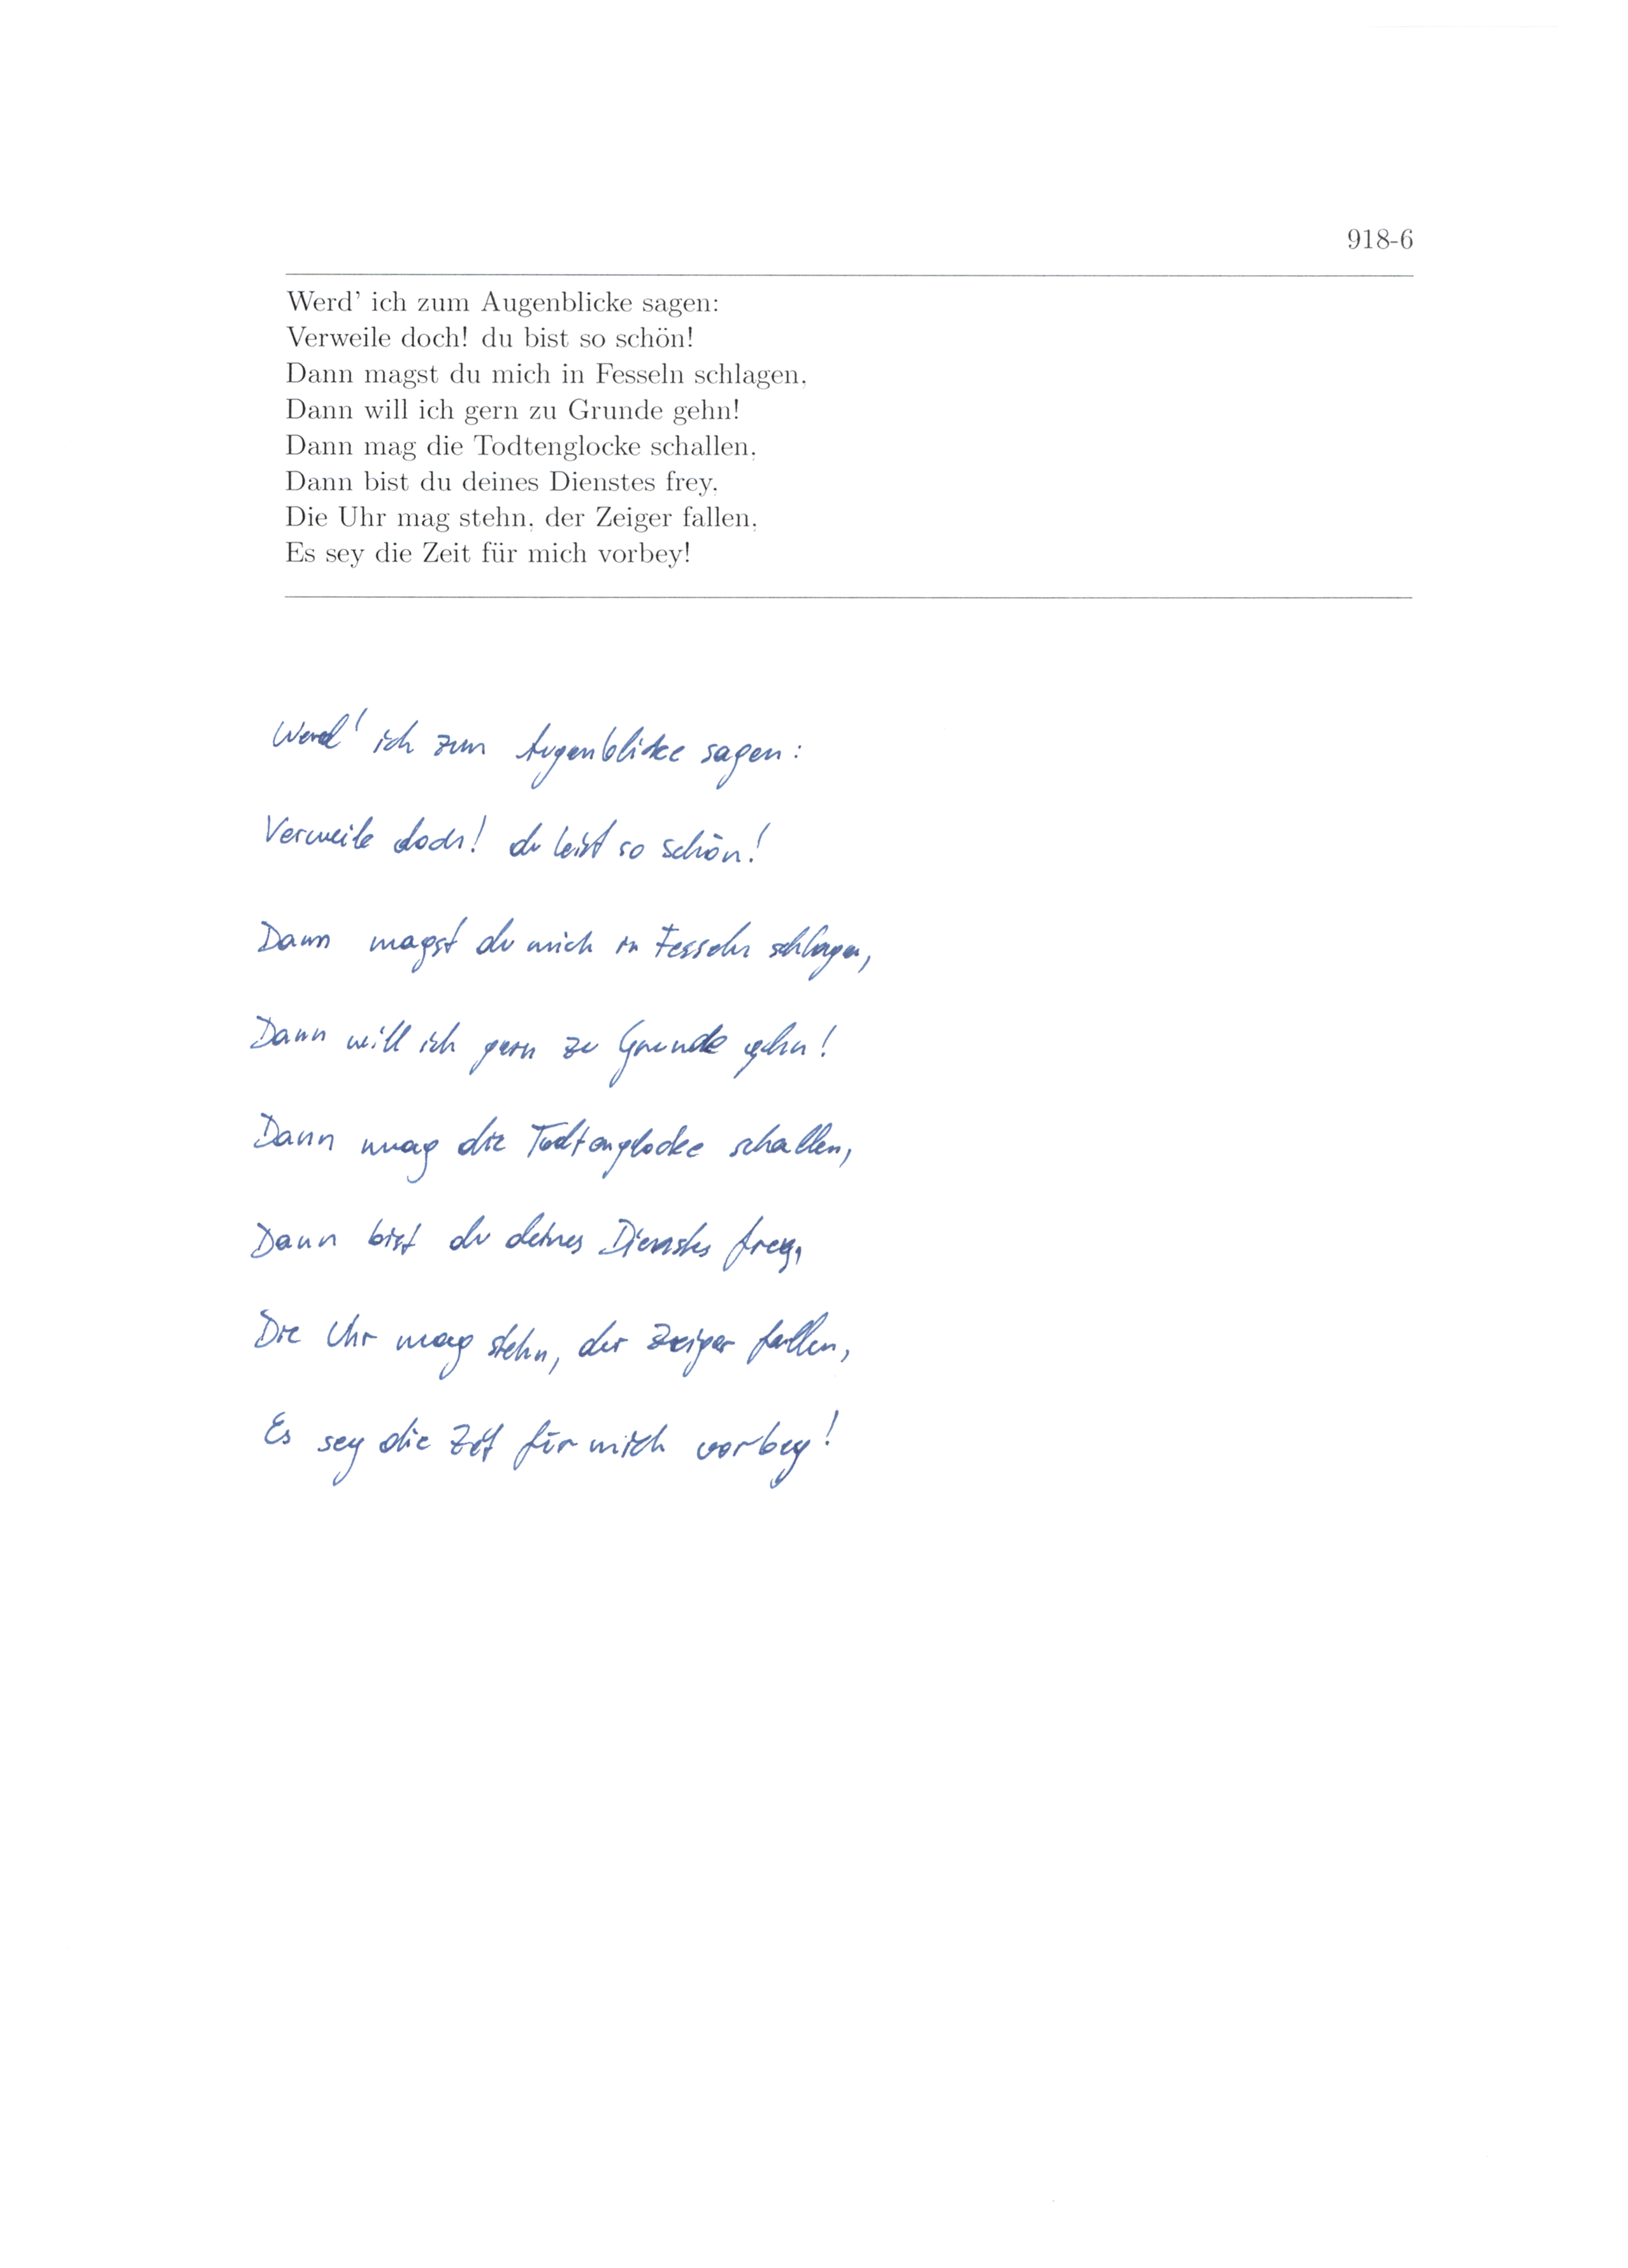 918-6
Werd' ich zum Augenblicke sagen:
Verweile doch! du bist so schön!
Dann magst du mich in Fesseln schlagen,
Dann will ich gern zu Grunde gehn!
Dann mag die Todtenglocke schallen,
Dann bist du deines Dienstes frey,
Die Uhr mag stehn, der Zeiger fallen,
Es sey die Zeit für mich vorbey!
Werd' ich zum Augenblicke sagen:
Verweile doch! du bist so schön!
Dann magst du mich in Fesseln schlagen,
Dann will ich gern zu Grunde gehn!
Dann mag die Todtenglocke schallen,
Dann bist du deines Dienstes frey,
Die Uhr mag stehn, der Zeiger fallen,
Es sey die Zeit für mich vorbey!